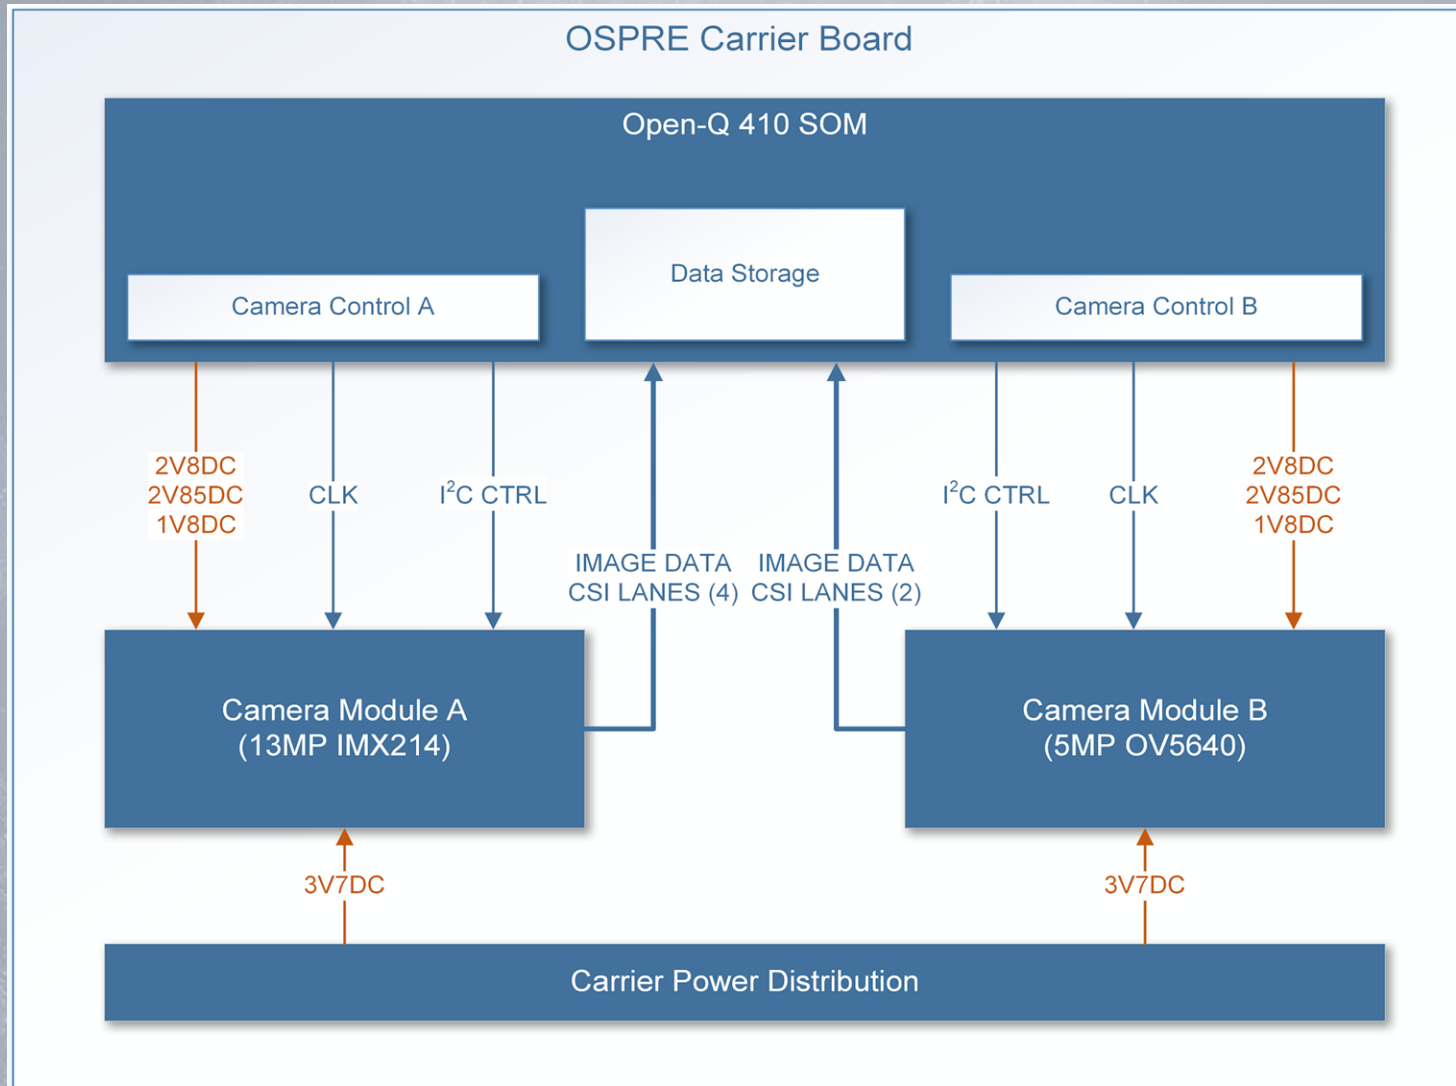 OSPRE Carrier Board
Open-Q 410 SOM
Data Storage
Camera Control A
Camera Control B
2V8DC
2V85DC
1V8DC
CLK
I²C CTRL
IMAGE DATA
CSI LANES (4)
IMAGE DATA
CSI LANES (2)
I²C CTRL
CLK
2V8DC
2V85DC
1V8DC
Camera Module A
(13MP IMX214)
Camera Module B
(5MP OV5640)
3V7DC
3V7DC
Carrier Power Distribution